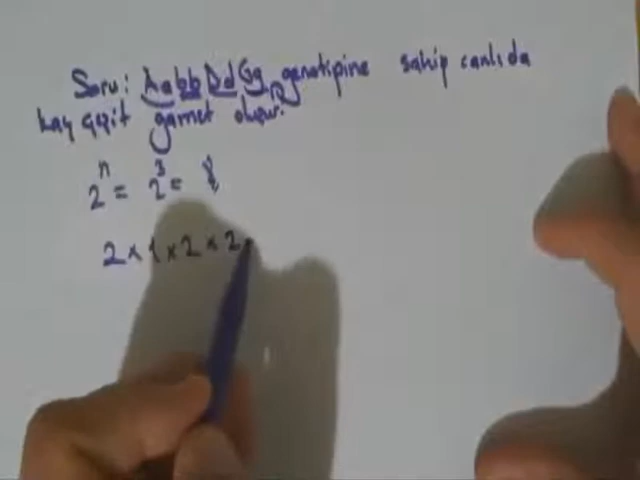 Soru: AabbDdGg genotipine sahip canlıda
kaç çeşit gamet oluşur.
2ⁿ = 2³ = 8
2 × 1 × 2 × 2